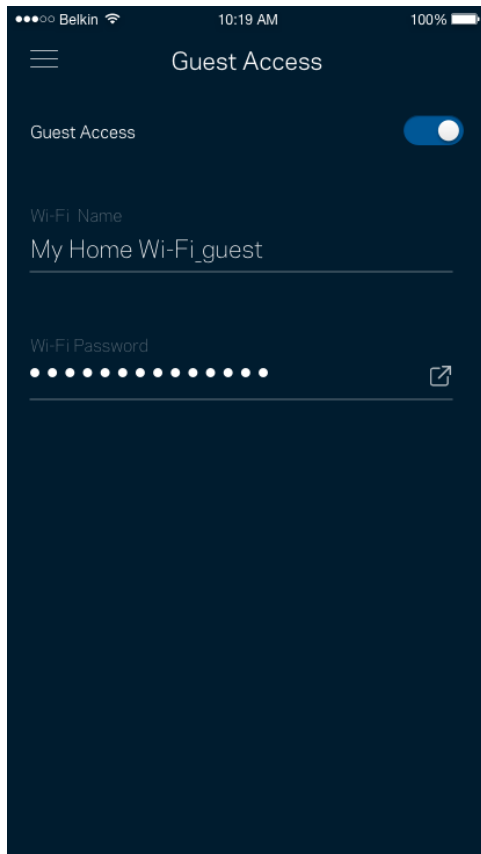 Belkin 10:19 AM 100%
Guest Access
Guest Access
Wi-Fi Name
My Home Wi-Fi_guest
Wi-Fi Password
●●●●●●●●●●●●●●